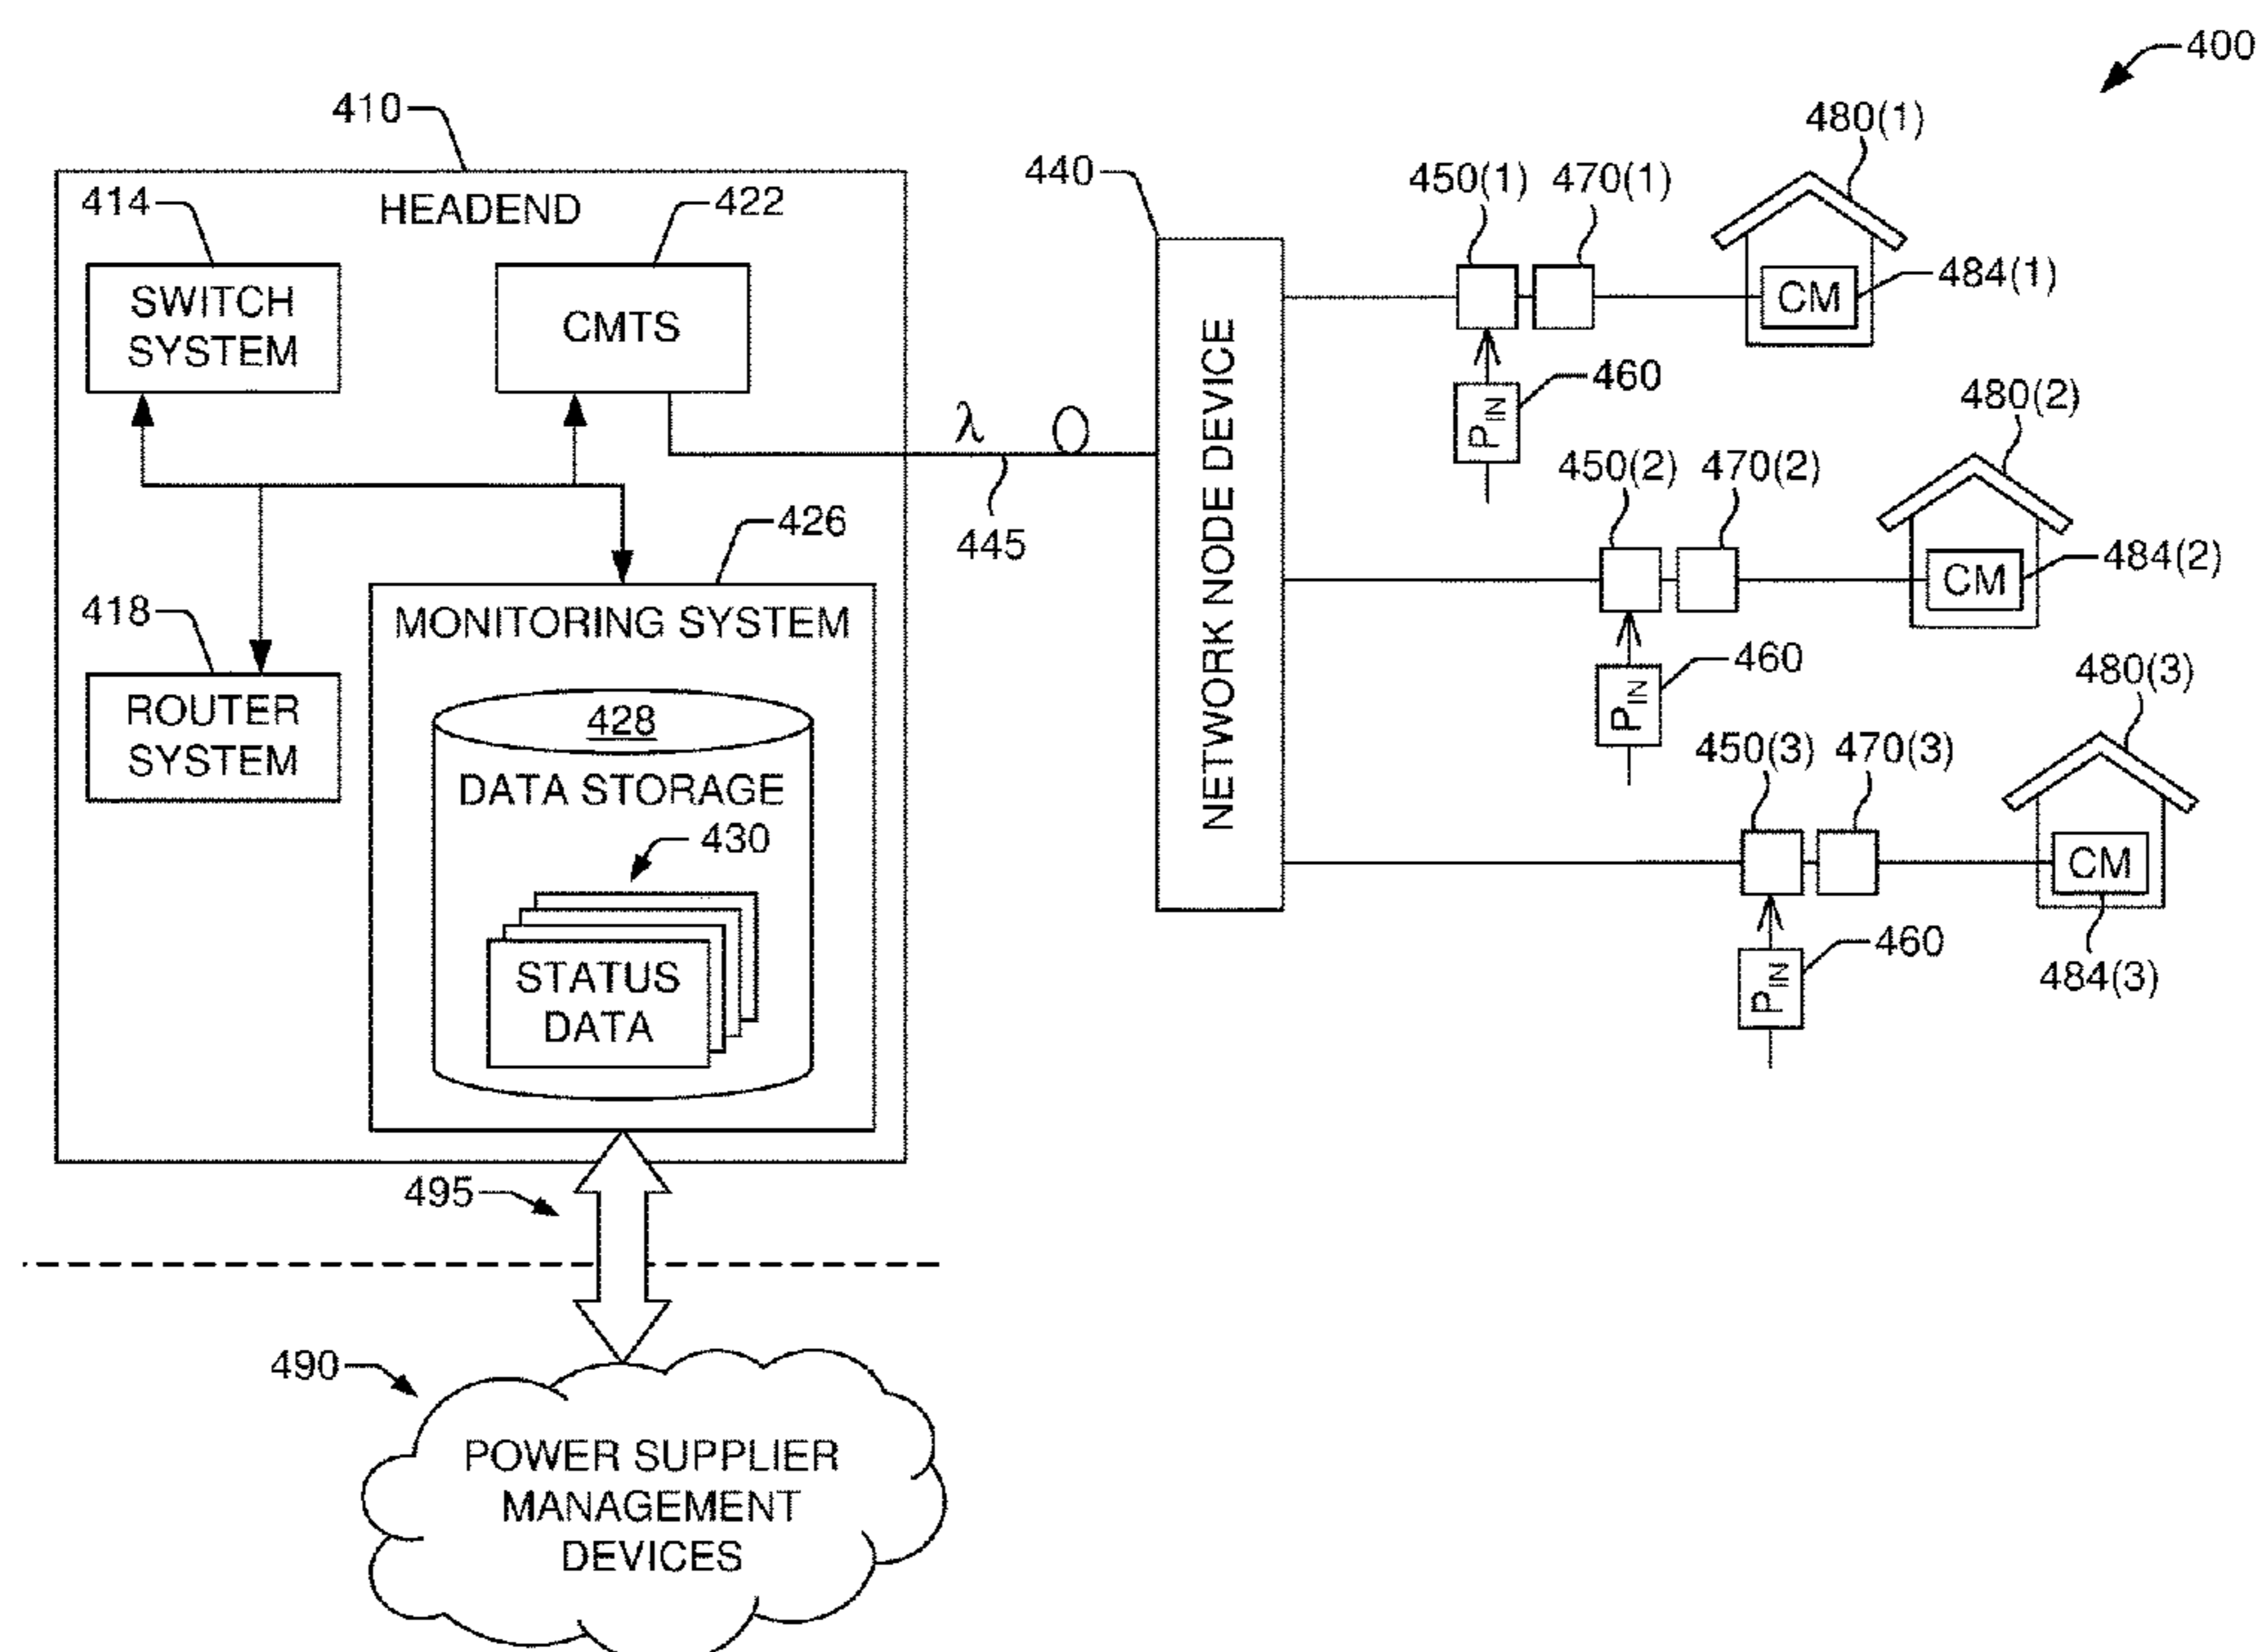 400
410
480(1)
440
450(1) 470(1)
414
HEADEND
422
SWITCH
SYSTEM
CMTS
CM
484(1)
460
P_IN
480(2)
λ
445
450(2) 470(2)
426
NETWORK NODE DEVICE
CM
484(2)
418
MONITORING SYSTEM
460
P_IN
480(3)
ROUTER
SYSTEM
428
DATA STORAGE
450(3) 470(3)
430
CM
484(3)
STATUS
DATA
460
P_IN
495
490
POWER SUPPLIER
MANAGEMENT
DEVICES